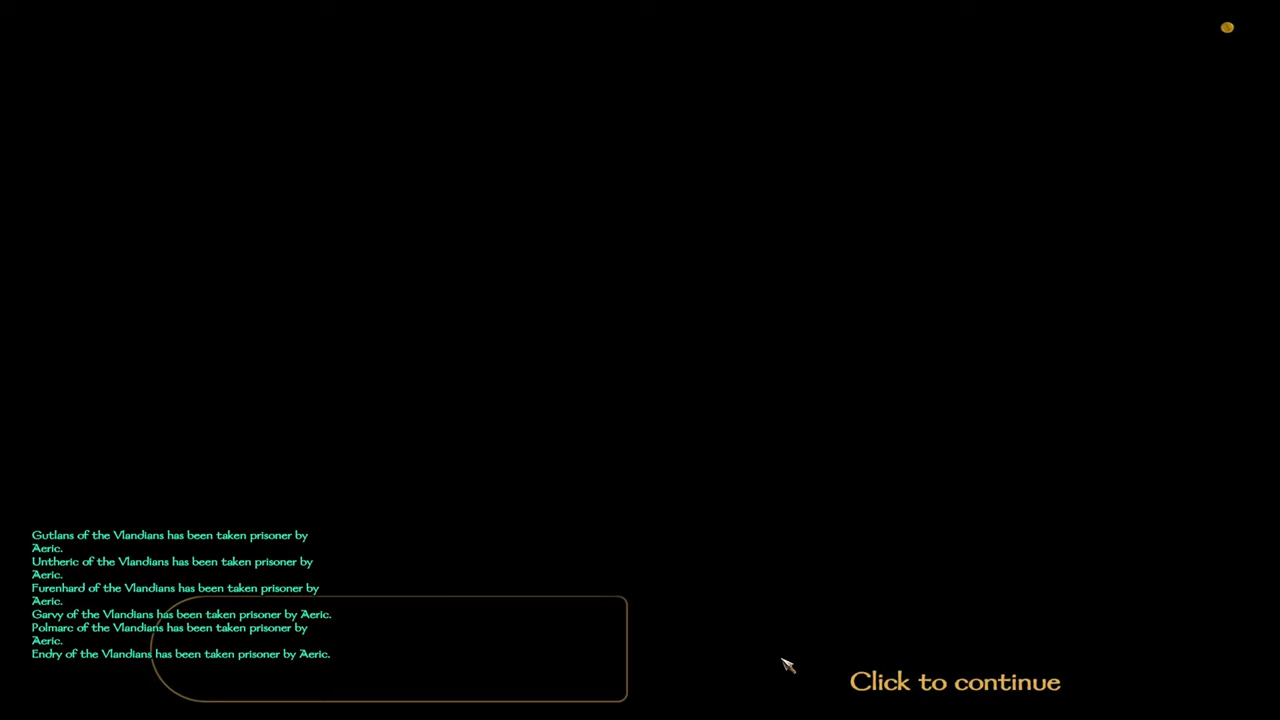 Gutlans of the Vlandians has been taken prisoner by
Aeric.
Untheric of the Vlandians has been taken prisoner by
Aeric.
Furenhard of the Vlandians has been taken prisoner by
Aeric.
Garvy of the Vlandians has been taken prisoner by Aeric.
Polmarc of the Vlandians has been taken prisoner by
Aeric.
Endry of the Vlandians has been taken prisoner by Aeric.
Click to continue